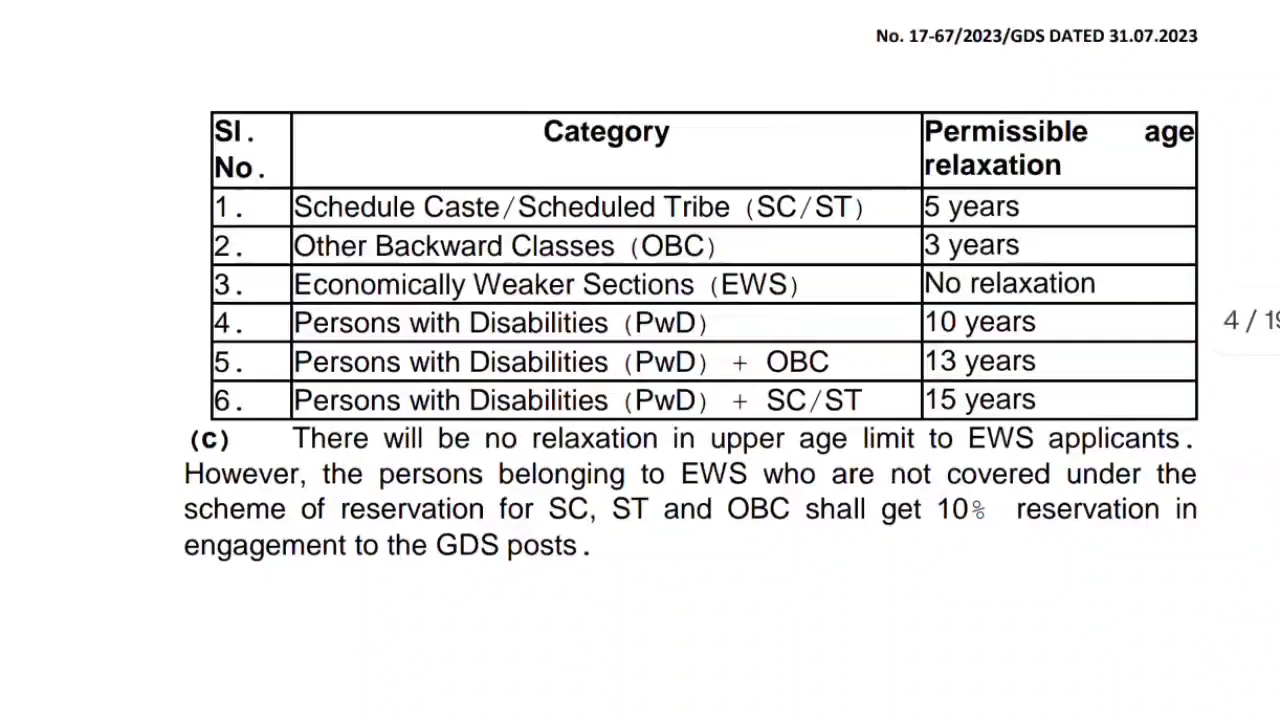 No. 17-67/2023/GDS DATED 31.07.2023
Sl. No. Category Permissible age relaxation
1. Schedule Caste/Scheduled Tribe (SC/ST) 5 years
2. Other Backward Classes (OBC) 3 years
3. Economically Weaker Sections (EWS) No relaxation
4. Persons with Disabilities (PwD) 10 years
5. Persons with Disabilities (PwD) + OBC 13 years
6. Persons with Disabilities (PwD) + SC/ST 15 years
(c) There will be no relaxation in upper age limit to EWS applicants.
However, the persons belonging to EWS who are not covered under the
scheme of reservation for SC, ST and OBC shall get 10% reservation in
engagement to the GDS posts.
4 / 19